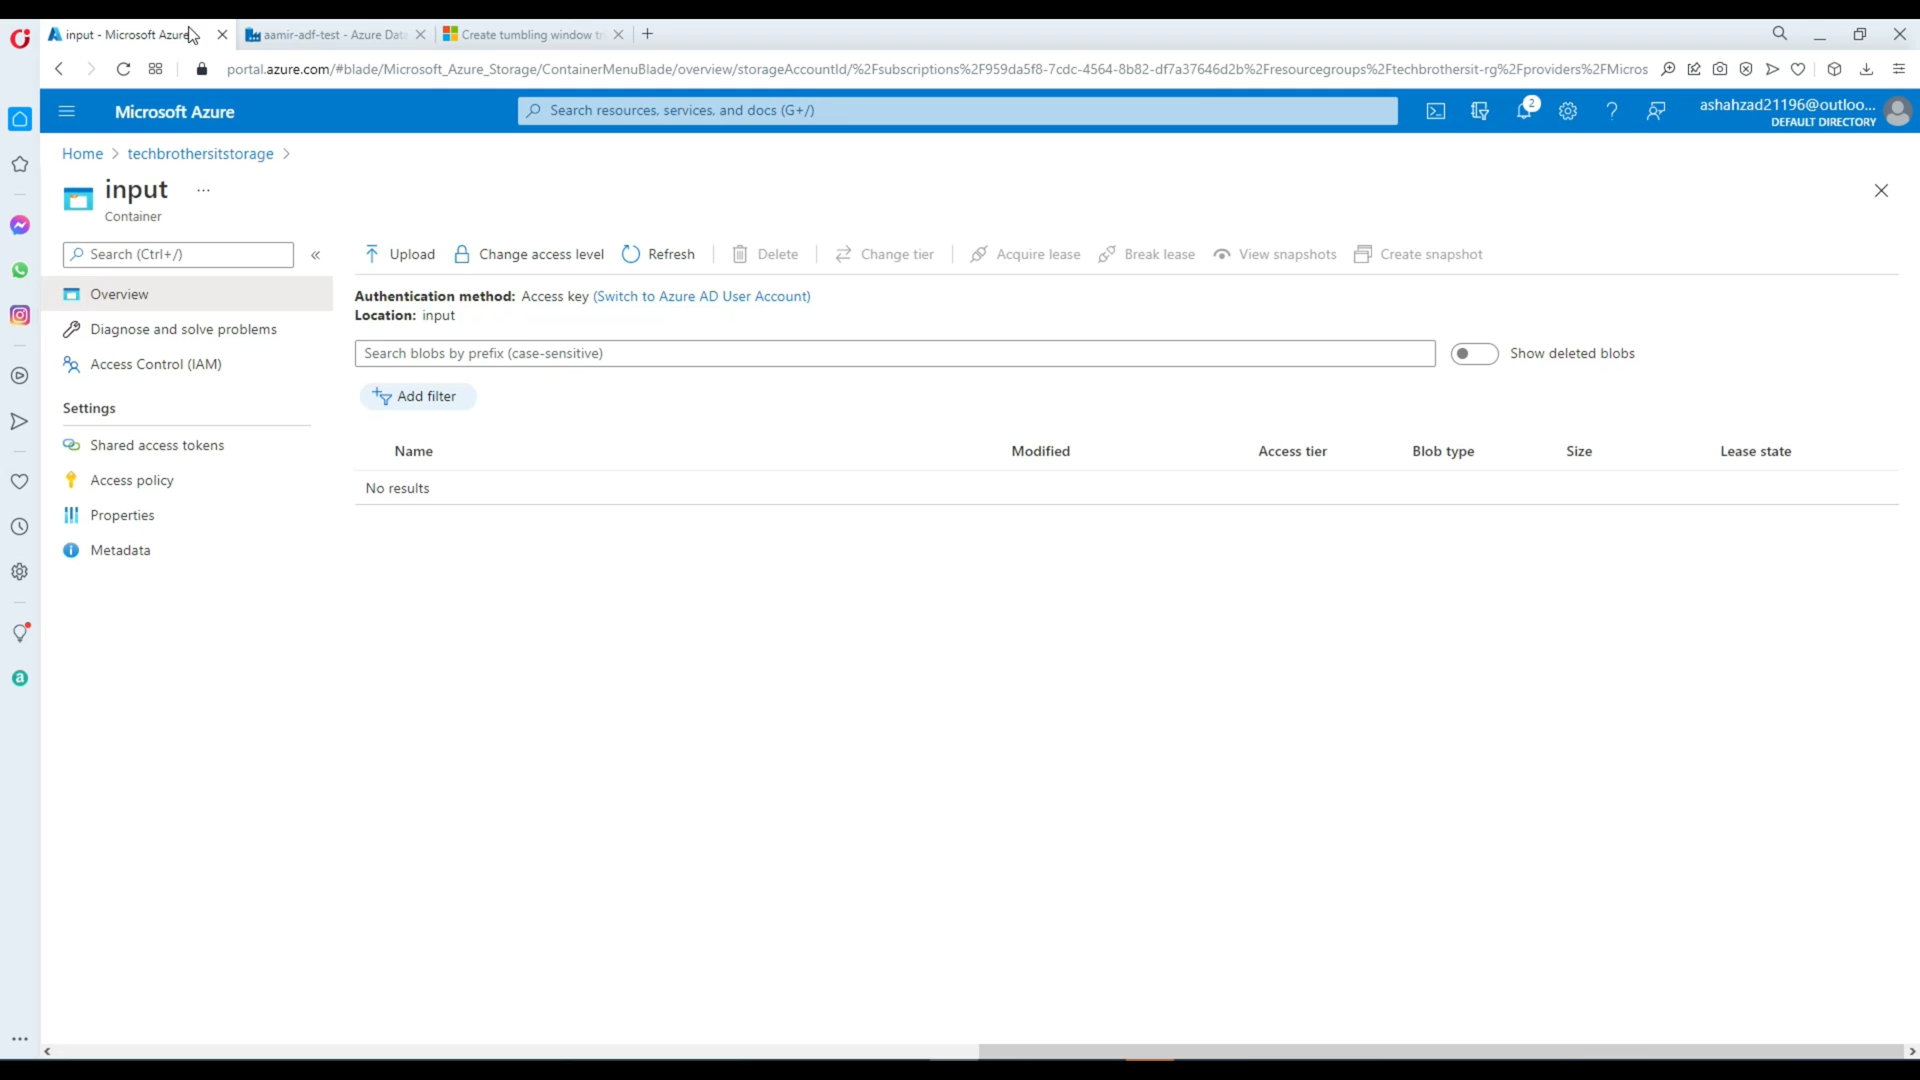 input - Microsoft Azure
aamir-adf-test - Azure Data
Create tumbling window tr
portal.azure.com/#blade/Microsoft_Azure_Storage/ContainerMenuBlade/overview/storageAccountId/%2Fsubscriptions%2F959da5f8-7cdc-4564-8b82-df7a37646d2b%2Fresourcegroups%2Ftechbrothersit-rg%2Fproviders%2FMicros
Microsoft Azure
Search resources, services, and docs (G+/)
2
ashahzad21196@outloo...
DEFAULT DIRECTORY
Home > techbrothersitstorage >
input ...
Container
Search (Ctrl+/) «
Upload
Change access level
Refresh
Delete
Change tier
Acquire lease
Break lease
View snapshots
Create snapshot
Overview
Diagnose and solve problems
Access Control (IAM)
Settings
Shared access tokens
Access policy
Properties
Metadata
Authentication method: Access key (Switch to Azure AD User Account)
Location: input
Search blobs by prefix (case-sensitive)
Show deleted blobs
Add filter
Name Modified Access tier Blob type Size Lease state
No results
a